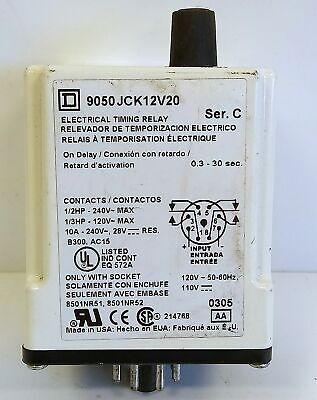 9050JCK12V20
Ser. C
ELECTRICAL TIMING RELAY
RELEVADOR DE TEMPORIZACION ELECTRICO
RELAIS À TEMPORISATION ÉLECTRIQUE
On Delay / Conexión con retardo /
Retard d'activation
0.3 - 30 sec.
CONTACTS / CONTACTOS
1/2HP - 240V~ MAX
1/3HP - 120V~ MAX
10A - 240V~, 28V⎓ RES.
B300, AC15
UL LISTED
IND CONT
EQ 572A
INPUT
ENTRADA
ENTRÉE
ONLY WITH SOCKET
SOLAMENTE CON ENCHUFE
SEULEMENT AVEC EMBASE
8501NR51, 8501NR52
120V ~ 50-60Hz
110V ⎓
0305
AA
214768
Made in USA: Hecho en EUA: Fabriqué aux É.-U.